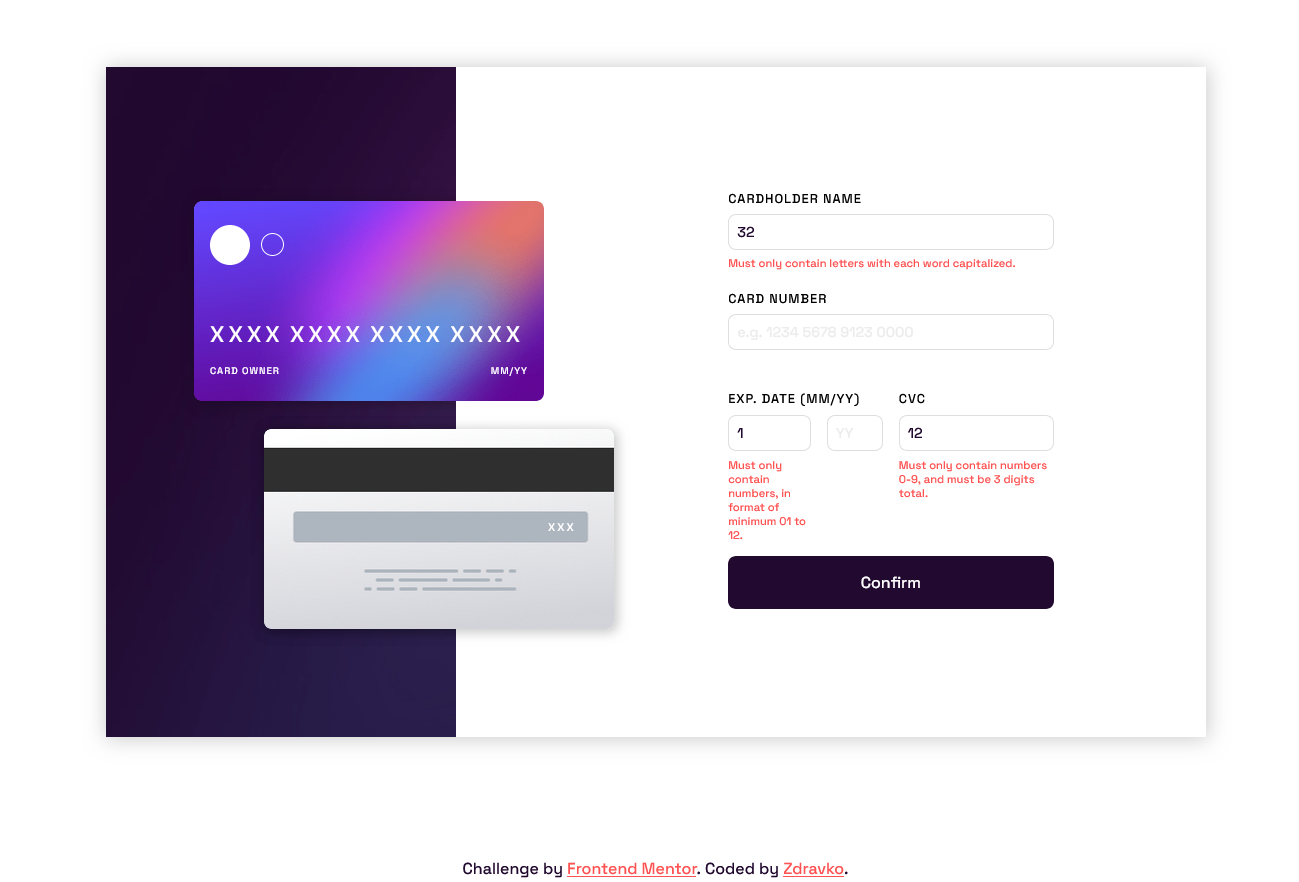 XXXX XXXX XXXX XXXX
CARD OWNER
MM/YY
XXX
CARDHOLDER NAME
32
Must only contain letters with each word capitalized.
CARD NUMBER
e.g. 1234 5678 9123 0000
EXP. DATE (MM/YY)
CVC
1
YY
12
Must only
contain
numbers, in
format of
minimum 01 to
12.
Must only contain numbers
0-9, and must be 3 digits
total.
Confirm
Challenge by Frontend Mentor. Coded by Zdravko.